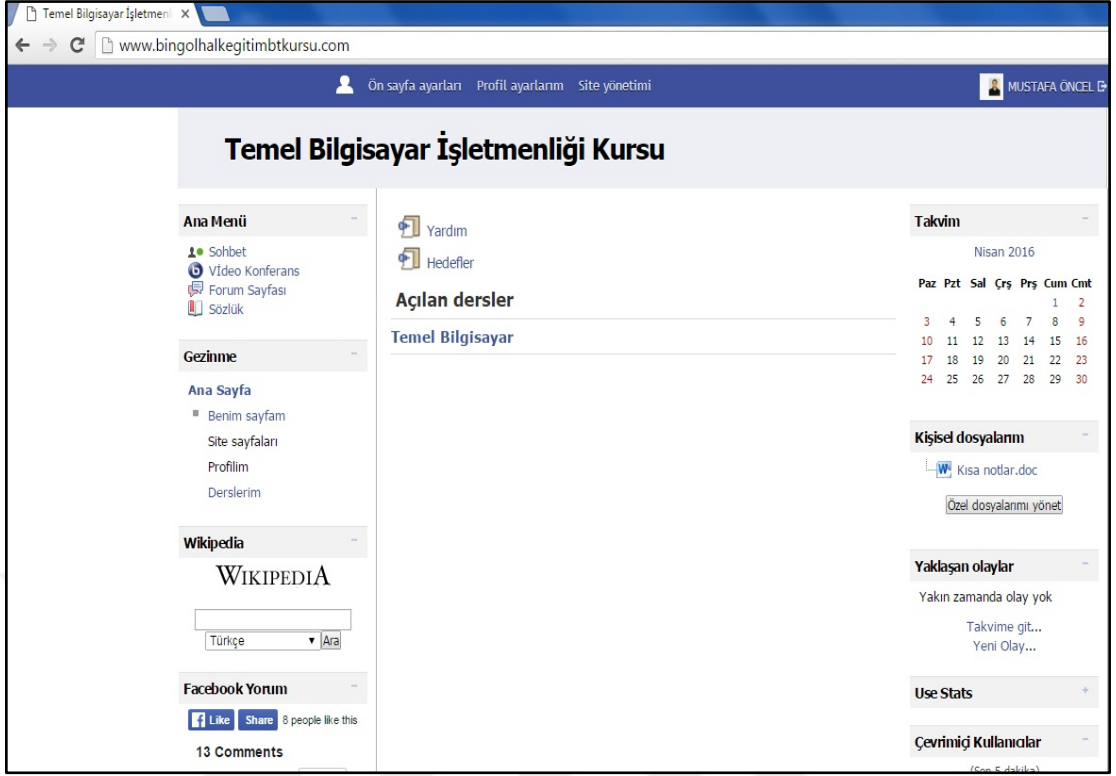 Temel Bilgisayar İşletmenl
www.bingolhalkegitimbtkursu.com
Ön sayfa ayarları Profil ayarlarım Site yönetimi
MUSTAFA ÖNCEL
Temel Bilgisayar İşletmenliği Kursu
Ana Menü
Sohbet
Vİdeo Konferans
Forum Sayfası
Sözlük
Gezinme
Ana Sayfa
Benim sayfam
Site sayfaları
Profilim
Derslerim
Wikipedia
WIKIPEDIA
Türkçe Ara
Facebook Yorum
Like Share 8 people like this
13 Comments
Yardım
Hedefler
Açılan dersler
Temel Bilgisayar
Takvim
Nisan 2016
Paz Pzt Sal Çrş Prş Cum Cmt
1 2
3 4 5 6 7 8 9
10 11 12 13 14 15 16
17 18 19 20 21 22 23
24 25 26 27 28 29 30
Kişisel dosyalarım
Kısa notlar.doc
Özel dosyalarımı yönet
Yaklaşan olaylar
Yakın zamanda olay yok
Takvime git...
Yeni Olay...
Use Stats
Çevrimiçi Kullanıcılar
(Son 5 dakika)